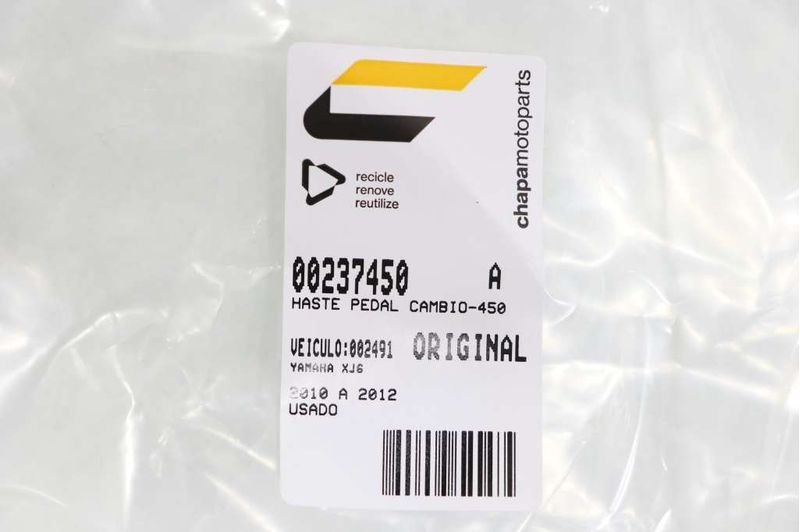 chapamotoparts
recicle
renove
reutilize
00237450 A
HASTE PEDAL CAMBIO-450
VEICULO:002491 ORIGINAL
YAMAHA XJ6
2010 A 2012
USADO